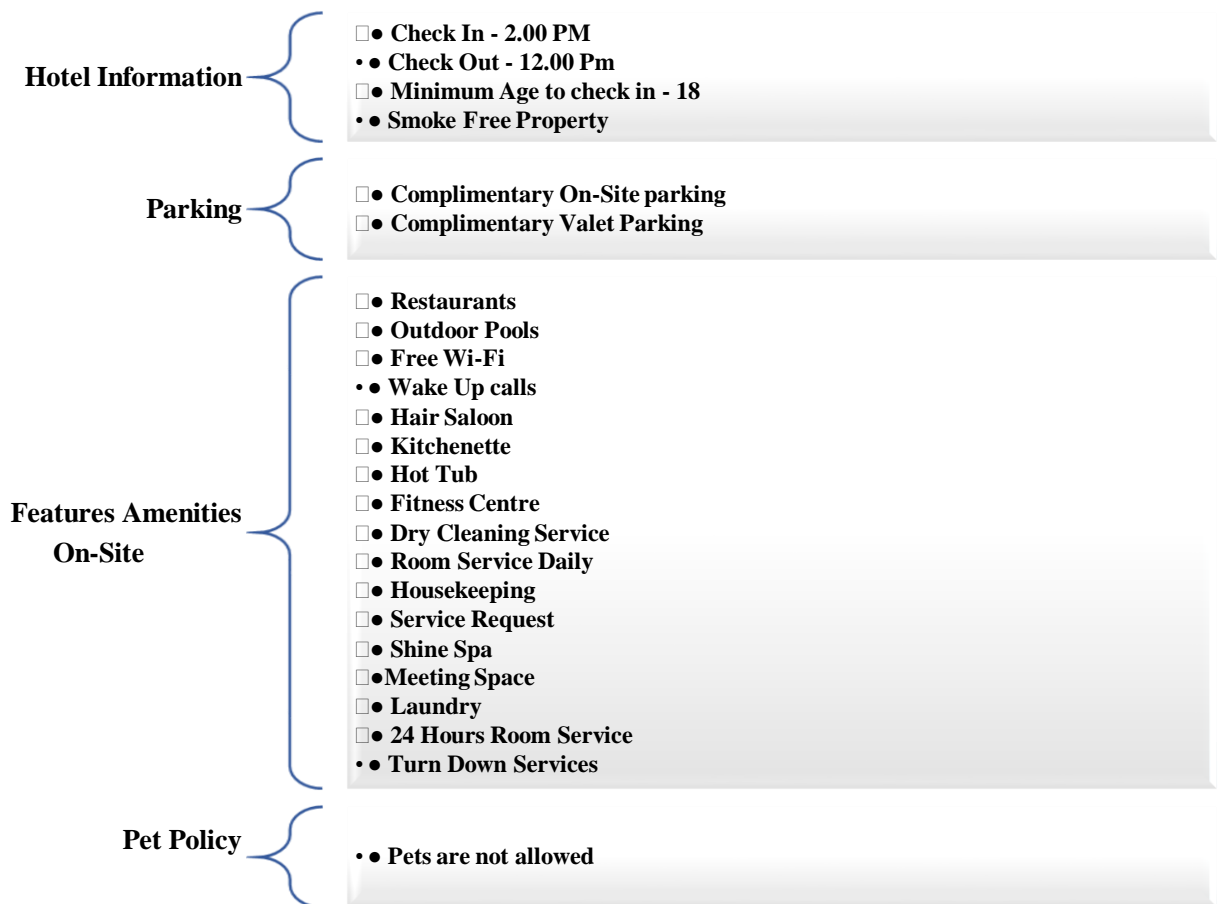 Hotel Information
□● Check In - 2.00 PM
• ● Check Out - 12.00 Pm
□● Minimum Age to check in - 18
• ● Smoke Free Property
Parking
□● Complimentary On-Site parking
□● Complimentary Valet Parking
Features Amenities
On-Site
□● Restaurants
□● Outdoor Pools
□● Free Wi-Fi
• ● Wake Up calls
□● Hair Saloon
□● Kitchenette
□● Hot Tub
□● Fitness Centre
□● Dry Cleaning Service
□● Room Service Daily
□● Housekeeping
□● Service Request
□● Shine Spa
□●Meeting Space
□● Laundry
□● 24 Hours Room Service
• ● Turn Down Services
Pet Policy
• ● Pets are not allowed